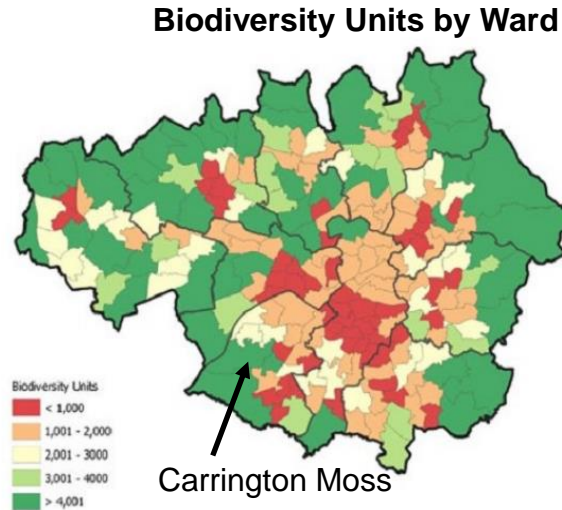 Biodiversity Units by Ward
Biodiversity Units
< 1,000
1,001 - 2,000
2,001 - 3000
3,001 - 4000
> 4,001
Carrington Moss